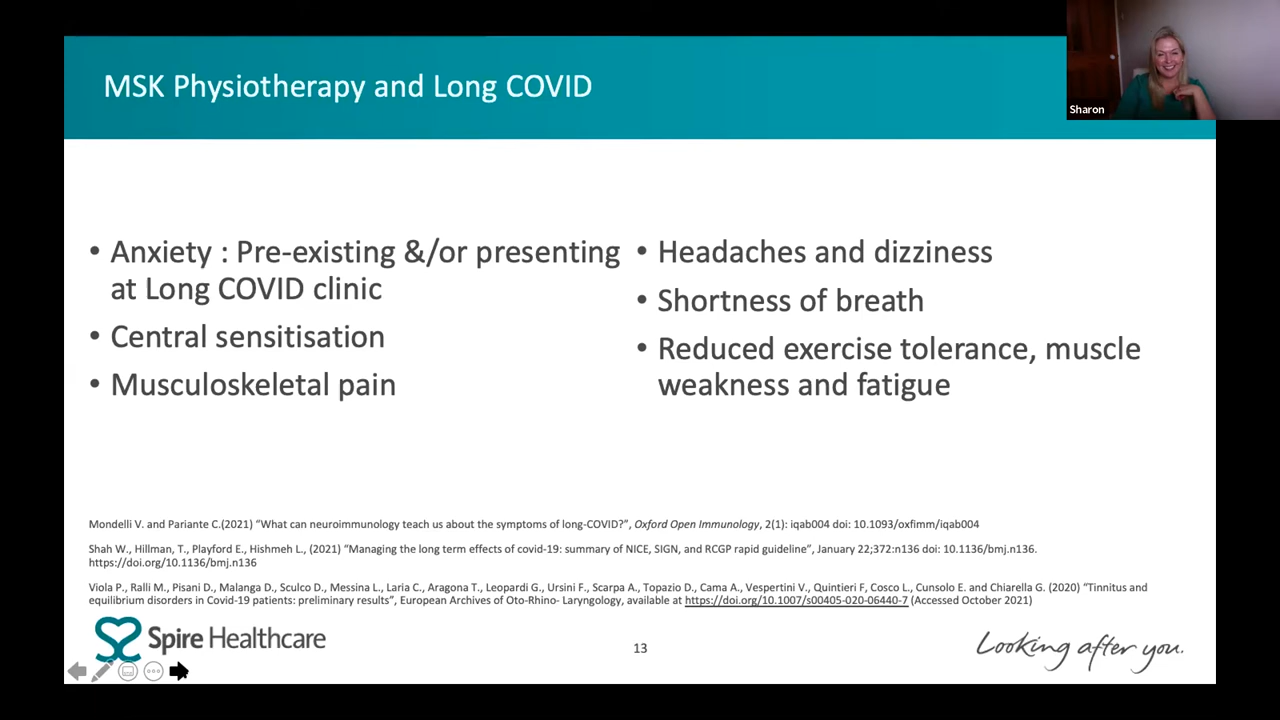 MSK Physiotherapy and Long COVID
Sharon
• Anxiety : Pre-existing &/or presenting
at Long COVID clinic
• Central sensitisation
• Musculoskeletal pain
• Headaches and dizziness
• Shortness of breath
• Reduced exercise tolerance, muscle
weakness and fatigue
Mondelli V. and Pariante C.(2021) “What can neuroimmunology teach us about the symptoms of long-COVID?”, Oxford Open Immunology, 2(1): iqab004 doi: 10.1093/oxfimm/iqab004
Shah W., Hillman, T., Playford E., Hishmeh L., (2021) “Managing the long term effects of covid-19: summary of NICE, SIGN, and RCGP rapid guideline”, January 22;372:n136 doi: 10.1136/bmj.n136.
https://doi.org/10.1136/bmj.n136
Viola P., Ralli M., Pisani D., Malanga D., Sculco D., Messina L., Laria C., Aragona T., Leopardi G., Ursini F., Scarpa A., Topazio D., Cama A., Vespertini V., Quintieri F, Cosco L., Cunsolo E. and Chiarella G. (2020) “Tinnitus and
equilibrium disorders in Covid-19 patients: preliminary results”, European Archives of Oto-Rhino- Laryngology, available at https://doi.org/10.1007/s00405-020-06440-7 (Accessed October 2021)
Spire Healthcare
13
Looking after you.